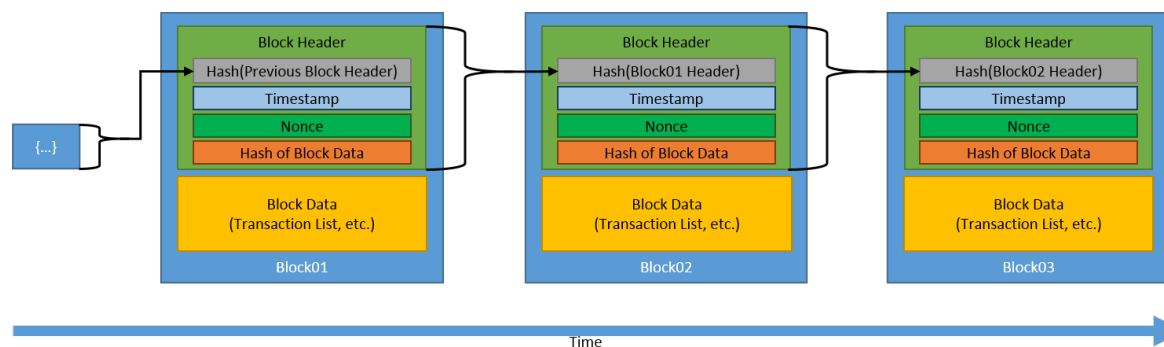 {...}
Block Header
Hash(Previous Block Header)
Timestamp
Nonce
Hash of Block Data
Block Data
(Transaction List, etc.)
Block01
Block Header
Hash(Block01 Header)
Timestamp
Nonce
Hash of Block Data
Block Data
(Transaction List, etc.)
Block02
Block Header
Hash(Block02 Header)
Timestamp
Nonce
Hash of Block Data
Block Data
(Transaction List, etc.)
Block03
Time